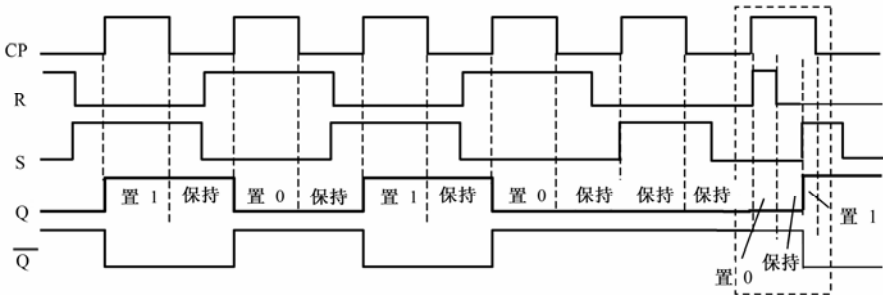 CP
R
S
Q 置 1 保持 置 0 保持 置 1 保持 置 0 保持 保持 保持 置 1
Q̅ 置 0 保持